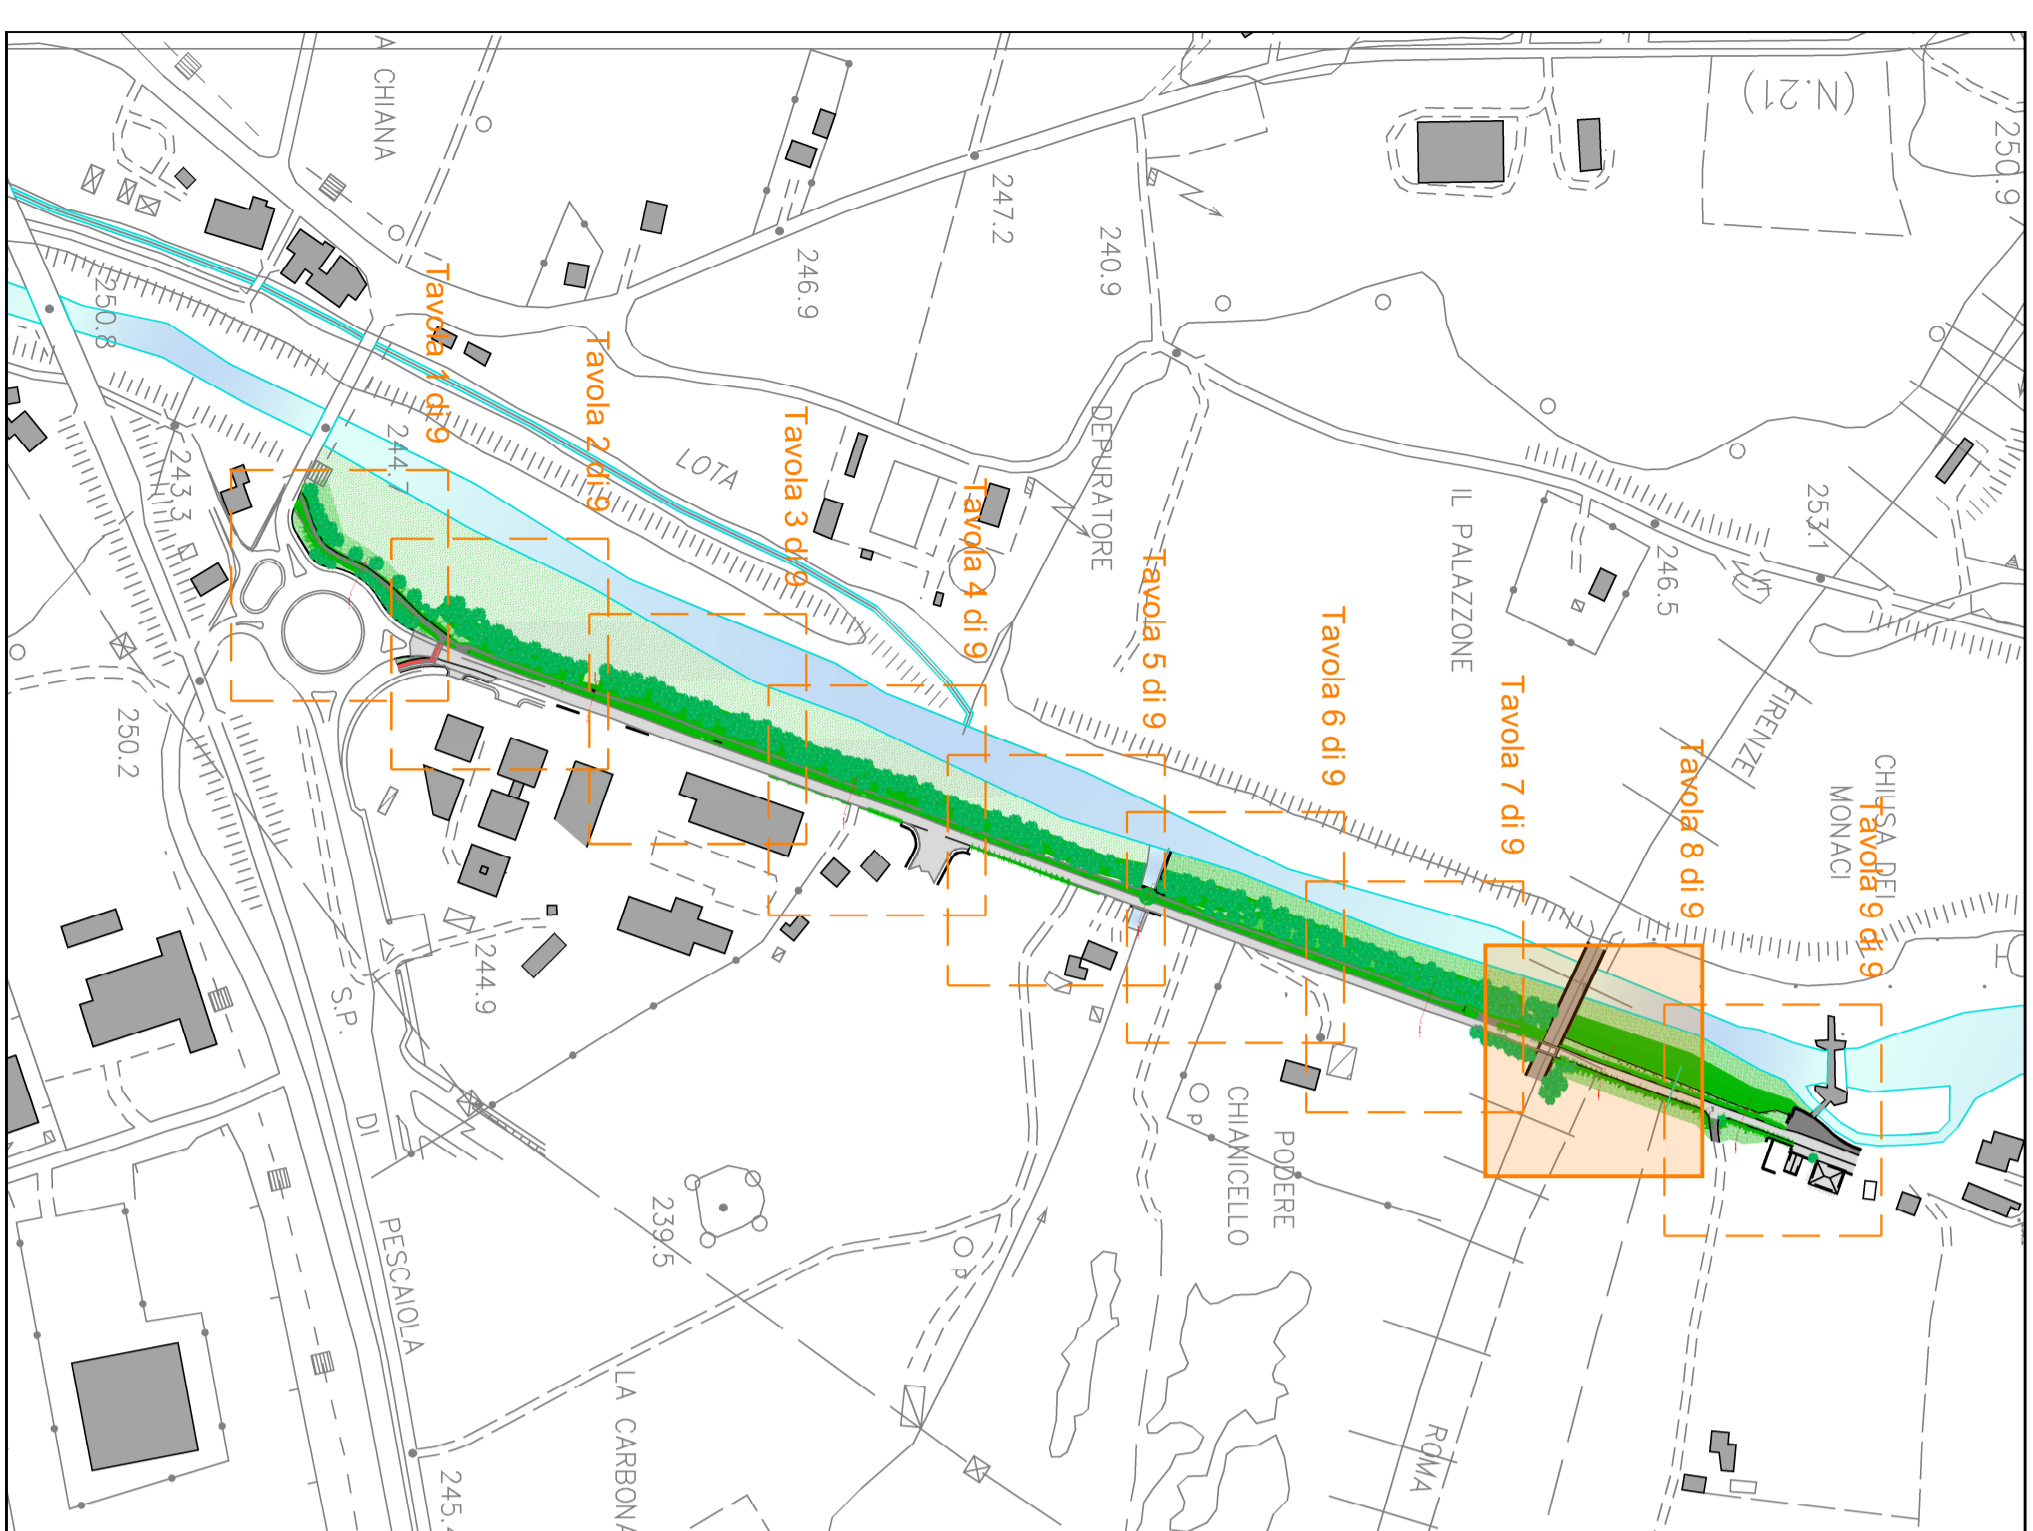 A CHIANA
(N.21)
250.9
247.2
240.9
246.9
250.8
Tavola 1 di 9
Tavola 2 di 9
Tavola 3 di 9
Tavola 4 di 9
Tavola 5 di 9
Tavola 6 di 9
Tavola 7 di 9
Tavola 8 di 9
Tavola 9 di 9
244.
243.3
LOTA
DEPURATORE
IL PALAZZONE
253.1
246.5
FIRENZE
CHIUSA DEI
MONACI
250.2
244.9
S.P.
DI
PESCAIOLA
239.5
p
p
PODERE
CHIANICELLO
LA CARBONA
ROMA
245.